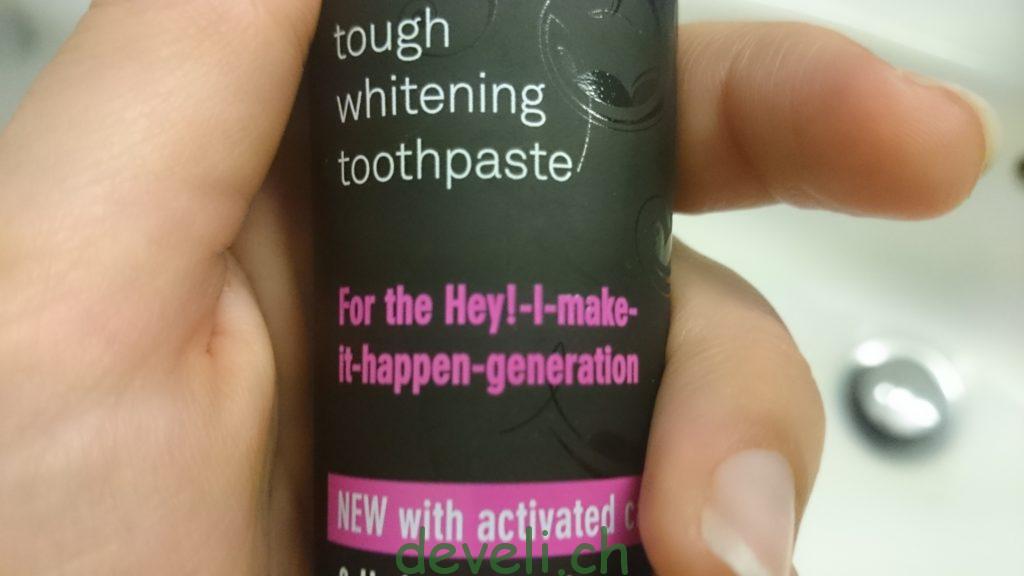 tough
whitening
toothpaste
For the Hey!-I-make-
it-happen-generation
NEW with activated c
develi.ch